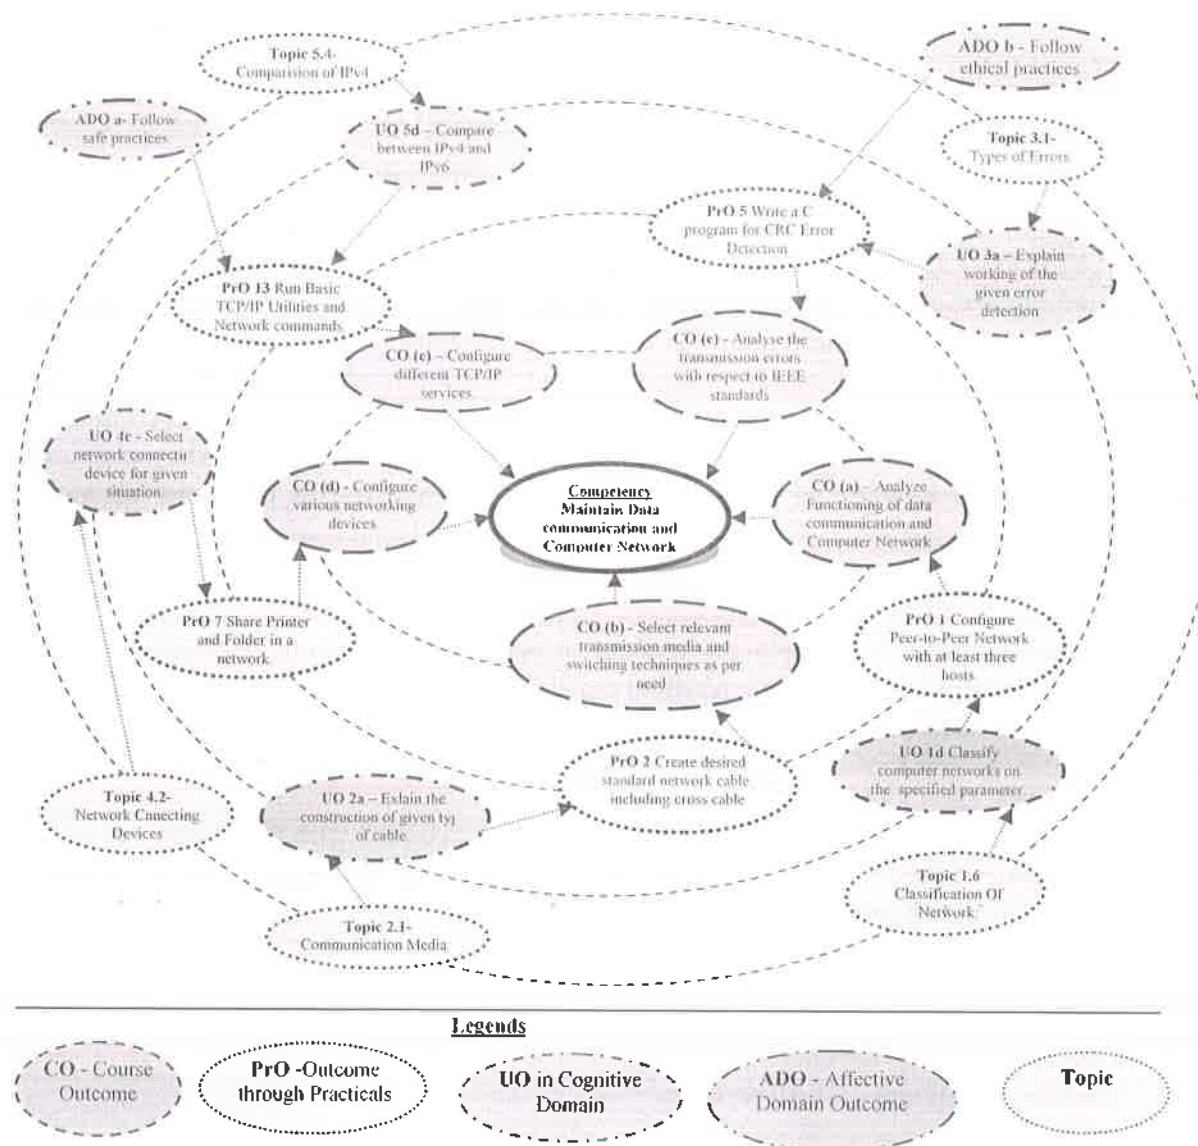 Topic 5.4-
Comparision of IPv4
ADO b - Follow
ethical practices
ADO a- Follow
safe practices
UO 5d – Compare
between IPv4 and
IPv6
Topic 3.1-
Types of Errors
PrO 5 Write a C
program for CRC Error
Detection
UO 3a – Explain
working of the
given error
detection
PrO 13 Run Basic
TCP/IP Utilities and
Network commands
CO (e) – Configure
different TCP/IP
services
CO (c) - Analyse the
transmission errors
with respect to IEEE
standards
UO 4c - Select
network connectin
device for given
situation
CO (d) - Configure
various networking
devices
Competency
Maintain Data
communication and
Computer Network
CO (a) – Analyze
Functioning of data
communication and
Computer Network
PrO 7 Share Printer
and Folder in a
network
CO (b) - Select relevant
transmission media and
switching techniques as per
need
PrO 1 Configure
Peer-to-Peer Network
with at least three
hosts.
PrO 2 Create desired
standard network cable
including cross cable
UO 1d Classify
computer networks on
the specified parameter
Topic 4.2-
Network Cnnecting
Devices
UO 2a – Exlain the
construction of given typ
of cable.
Topic 1.6
Classification Of
Network
Topic 2.1-
Communication Media
Legends
CO - Course
Outcome
PrO -Outcome
through Practicals
UO in Cognitive
Domain
ADO - Affective
Domain Outcome
Topic